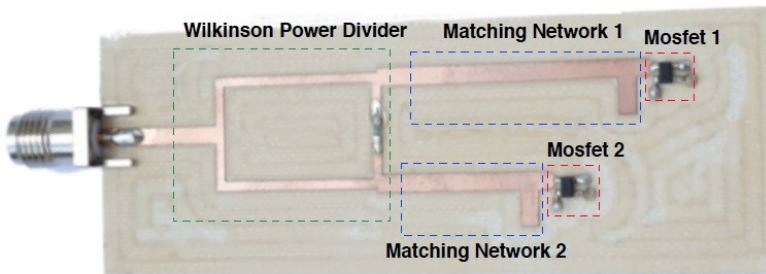 Wilkinson Power Divider
Matching Network 1
Mosfet 1
Mosfet 2
Matching Network 2